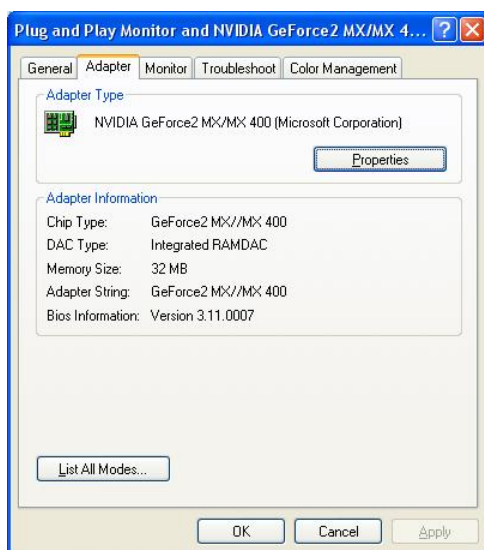 Plug and Play Monitor and NVIDIA GeForce2 MX/MX 4... ?
General Adapter Monitor Troubleshoot Color Management
Adapter Type
NVIDIA GeForce2 MX/MX 400 (Microsoft Corporation)
Properties
Adapter Information
Chip Type: GeForce2 MX//MX 400
DAC Type: Integrated RAMDAC
Memory Size: 32 MB
Adapter String: GeForce2 MX//MX 400
Bios Information: Version 3.11.0007
List All Modes...
OK Cancel Apply